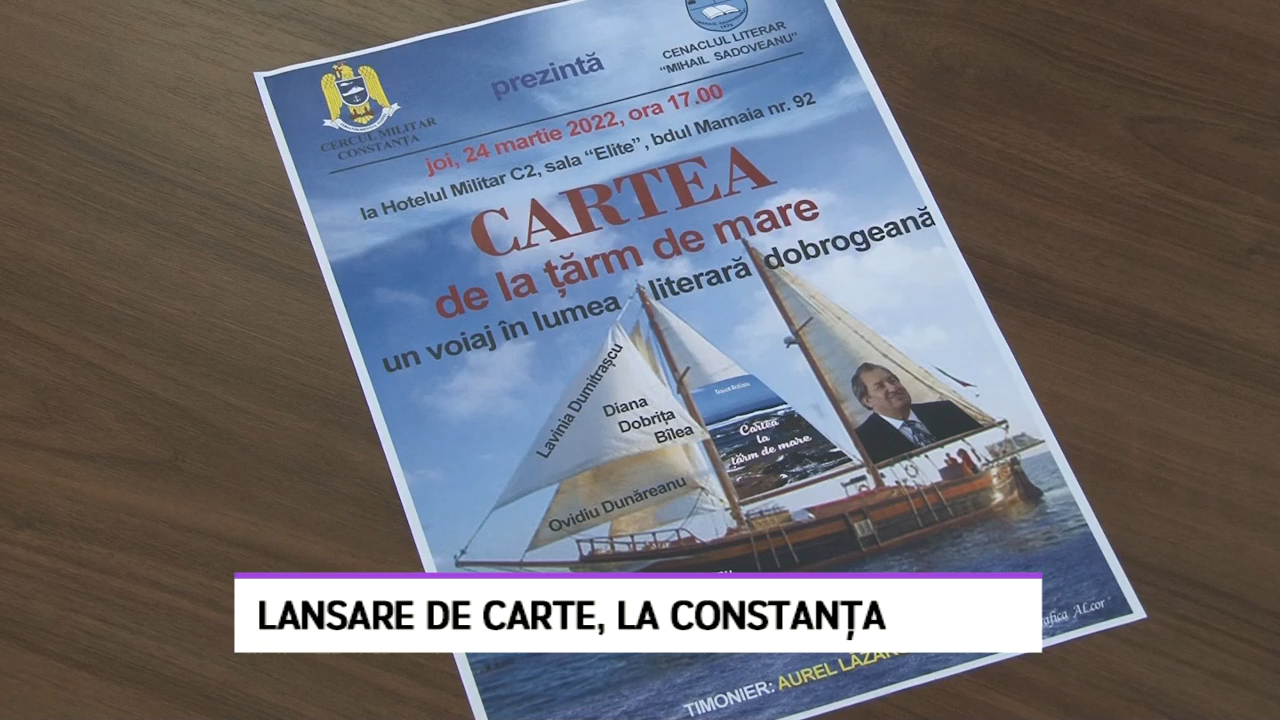 prezintă
CENACLUL LITERAR
"MIHAIL SADOVEANU"
CERCUL MILITAR
CONSTANȚA
joi, 24 martie 2022, ora 17.00
la Hotelul Militar C2, sala "Elite", bdul Mamaia nr. 92
CARTEA
de la țărm de mare
un voiaj în lumea literară dobrogeană
Lavinia Dumitrașcu
Diana
Dobrița
Bîlea
Ovidiu Dunăreanu
Cartea
la
țărm de mare
LANSARE DE CARTE, LA CONSTANȚA
ALcor
TIMONIER: AUREL